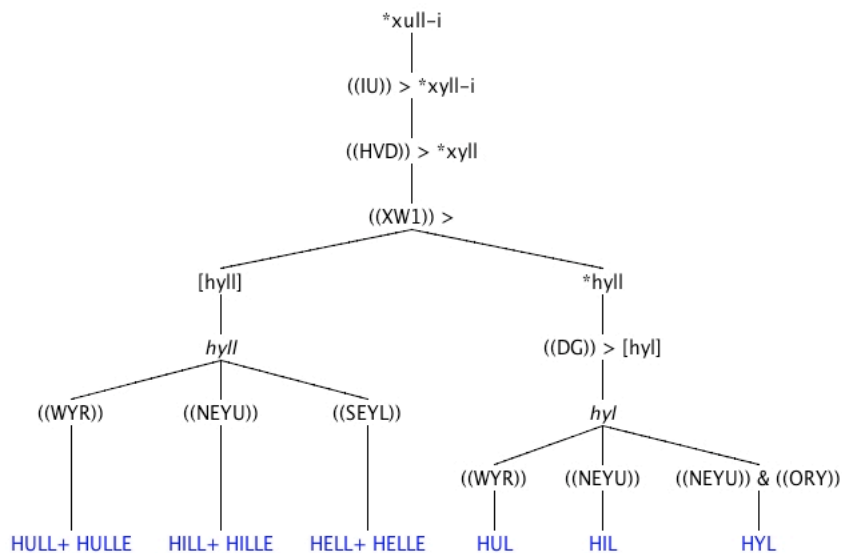 *xull-i
((IU)) > *xyll-i
((HVD)) > *xyll
((XW1)) >
[hyll] *hyll
hyll ((DG)) > [hyl]
((WYR)) ((NEYU)) ((SEYL)) hyl
((WYR)) ((NEYU)) ((NEYU)) & ((ORY))
HULL+ HULLE HILL+ HILLE HELL+ HELLE HUL HIL HYL